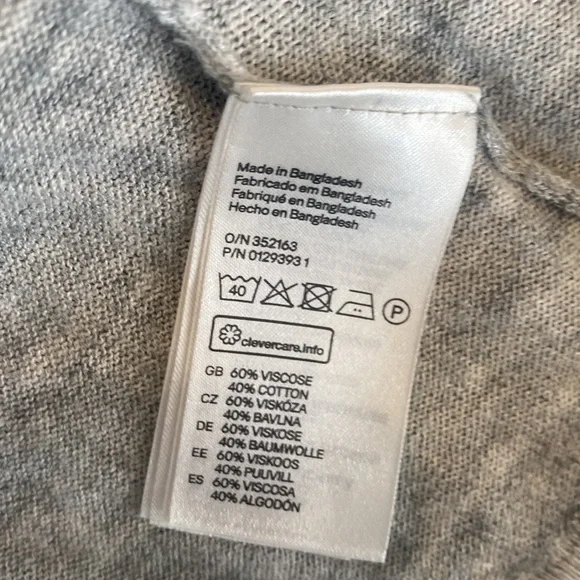 Made in Bangladesh
Fabricado em Bangladesh
Fabriqué en Bangladesh
Hecho en Bangladesh
O/N 352163
P/N 01293931
40 P
clevercare.info
GB 60% VISCOSE
40% COTTON
CZ 60% VISKÓZA
40% BAVLNA
DE 60% VISKOSE
40% BAUMWOLLE
EE 60% VISKOOS
40% PUUVILL
ES 60% VISCOSA
40% ALGODÓN